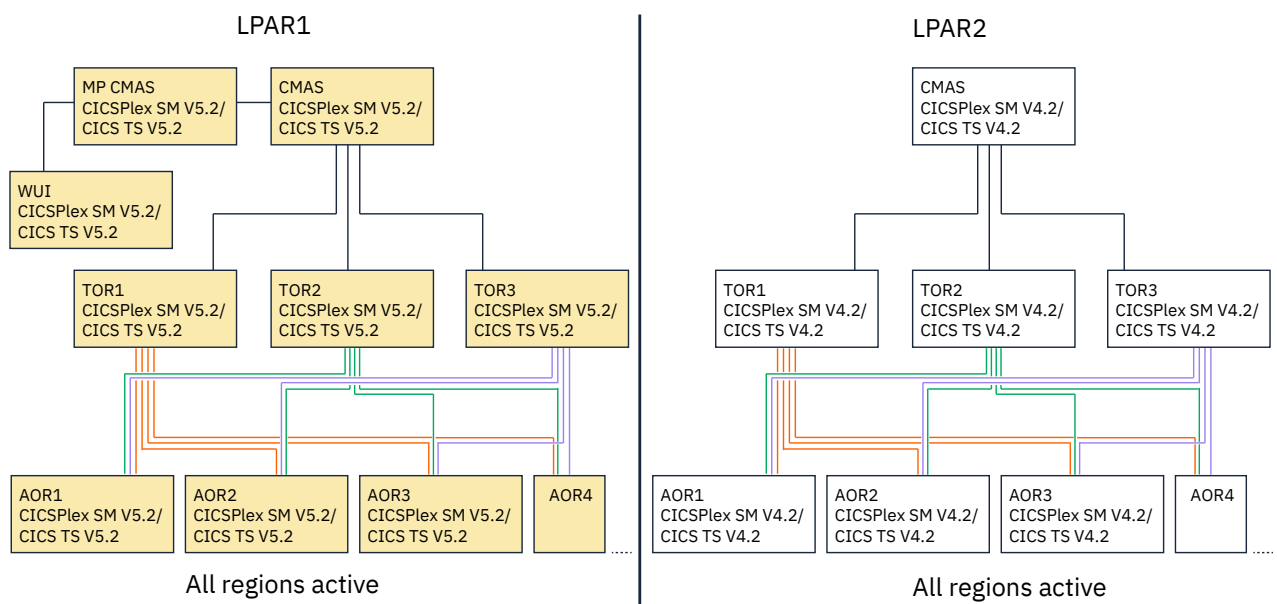 LPAR1
MP CMAS
CICSPlex SM V5.2/
CICS TS V5.2
CMAS
CICSPlex SM V5.2/
CICS TS V5.2
WUI
CICSPlex SM V5.2/
CICS TS V5.2
TOR1
CICSPlex SM V5.2/
CICS TS V5.2
TOR2
CICSPlex SM V5.2/
CICS TS V5.2
TOR3
CICSPlex SM V5.2/
CICS TS V5.2
AOR1
CICSPlex SM V5.2/
CICS TS V5.2
AOR2
CICSPlex SM V5.2/
CICS TS V5.2
AOR3
CICSPlex SM V5.2/
CICS TS V5.2
AOR4
All regions active
LPAR2
CMAS
CICSPlex SM V4.2/
CICS TS V4.2
TOR1
CICSPlex SM V4.2/
CICS TS V4.2
TOR2
CICSPlex SM V4.2/
CICS TS V4.2
TOR3
CICSPlex SM V4.2/
CICS TS V4.2
AOR1
CICSPlex SM V4.2/
CICS TS V4.2
AOR2
CICSPlex SM V4.2/
CICS TS V4.2
AOR3
CICSPlex SM V4.2/
CICS TS V4.2
AOR4
All regions active